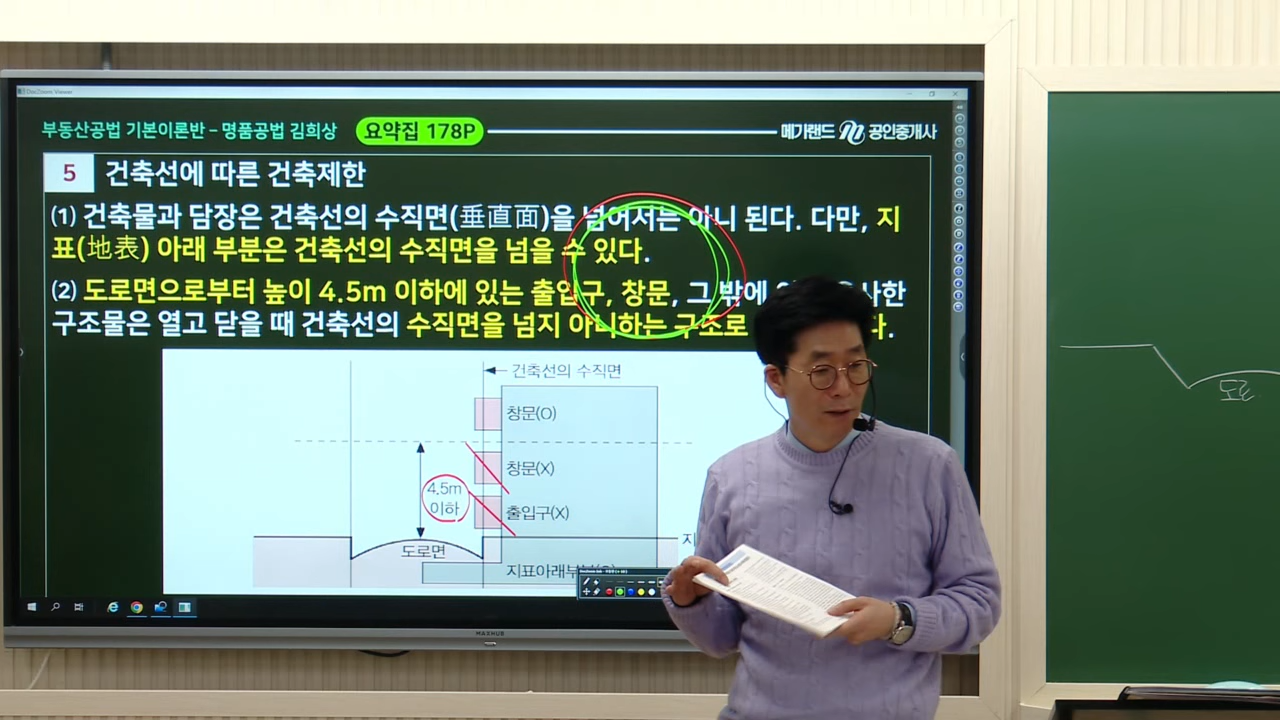 DocZoom Viewer
부동산공법 기본이론반 - 명품공법 김희상
요약집 178P
메가랜드 공인중개사
5 건축선에 따른 건축제한
(1) 건축물과 담장은 건축선의 수직면(垂直面)을 넘어서는 아니 된다. 다만, 지
표(地表) 아래 부분은 건축선의 수직면을 넘을 수 있다.
(2) 도로면으로부터 높이 4.5m 이하에 있는 출입구, 창문, 그 밖에
구조물은 열고 닫을 때 건축선의 수직면을 넘지 아니하는 구조로
건축선의 수직면
창문(O)
창문(X)
4.5m
이하
출입구(X)
도로면
지
지표아래부분
MAXHUB
도로